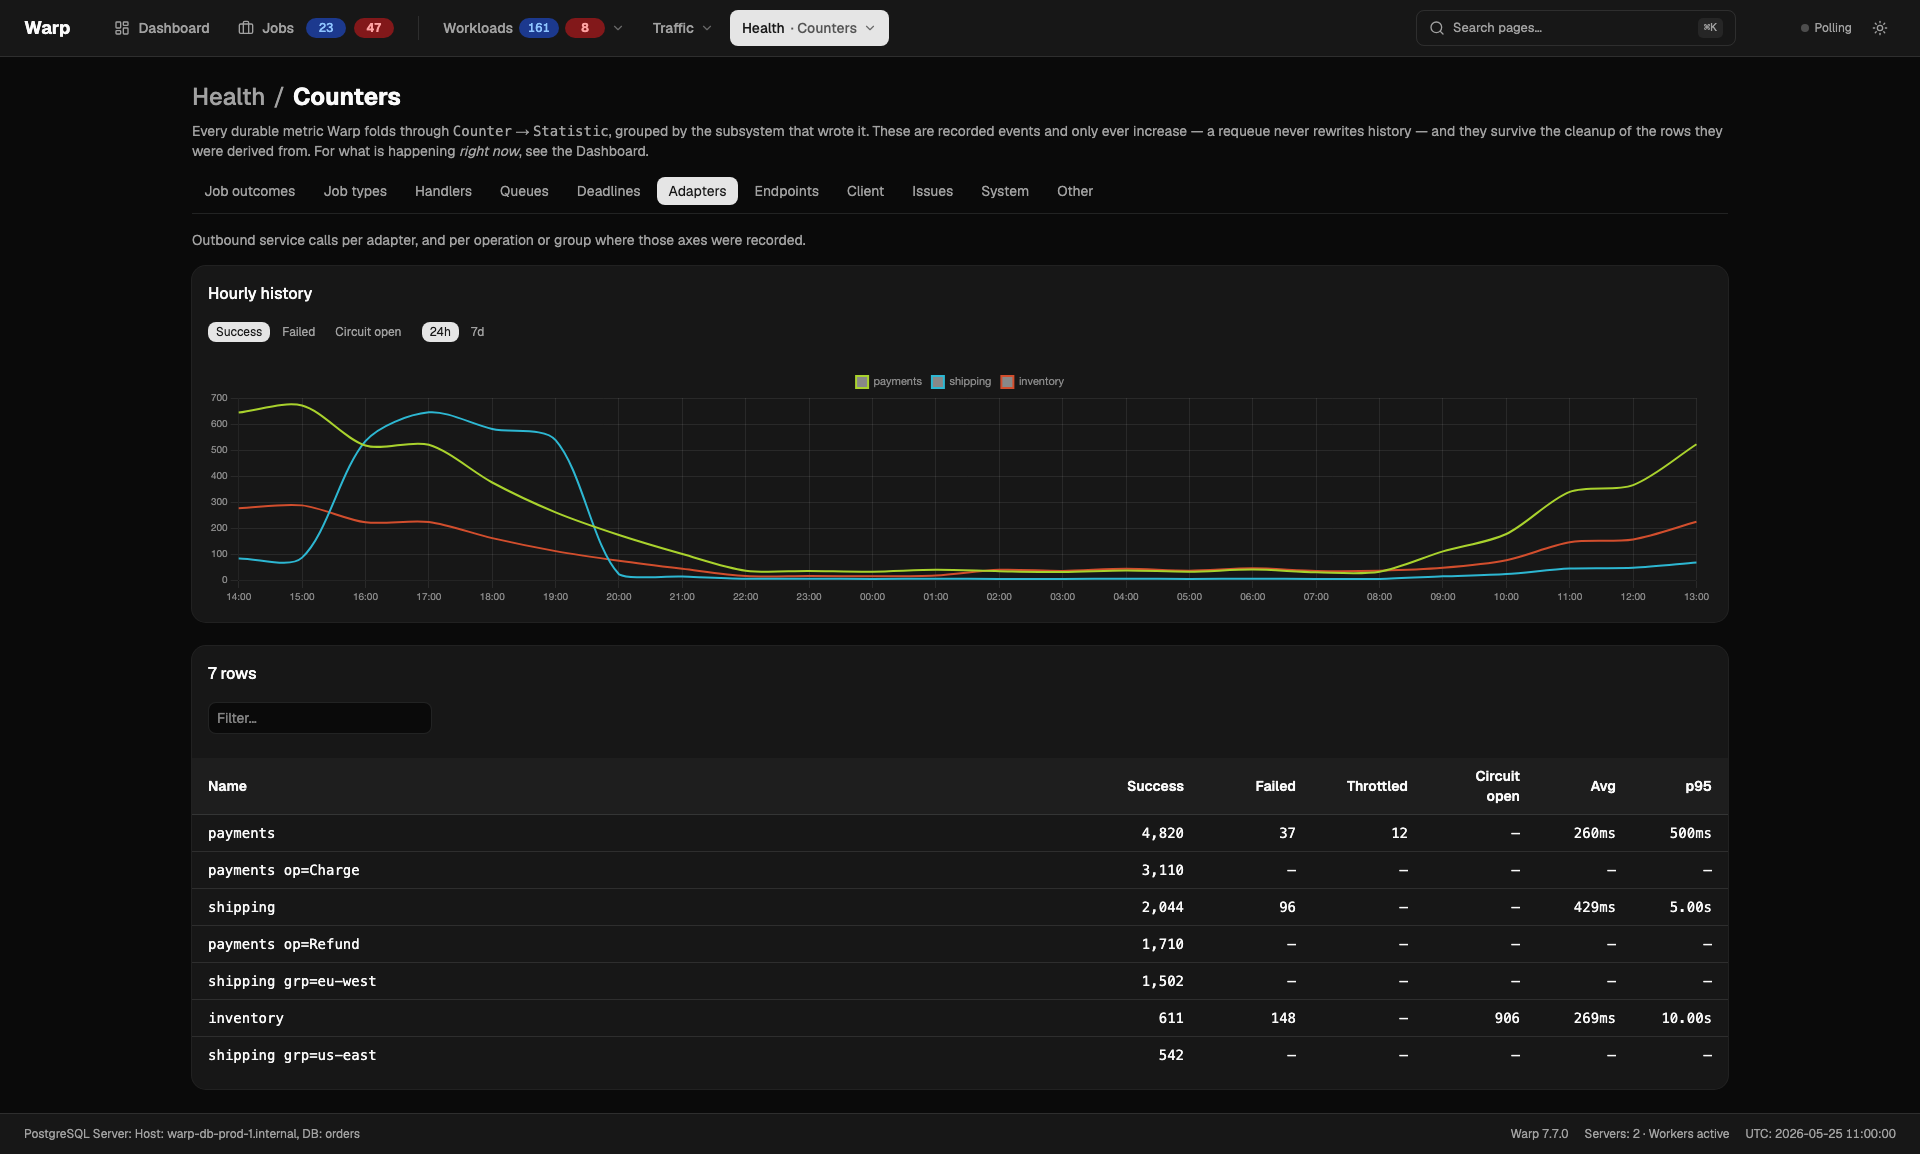 Warp
Dashboard
Jobs 23 47
Workloads 161 8
Traffic
Health · Counters
Search pages... ⌘K
Polling
Health / Counters
Every durable metric Warp folds through Counter → Statistic, grouped by the subsystem that wrote it. These are recorded events and only ever increase — a requeue never rewrites history — and they survive the cleanup of the rows they
were derived from. For what is happening right now, see the Dashboard.
Job outcomes Job types Handlers Queues Deadlines Adapters Endpoints Client Issues System Other
Outbound service calls per adapter, and per operation or group where those axes were recorded.
Hourly history
Success Failed Circuit open 24h 7d
payments shipping inventory
700
600
500
400
300
200
100
0
14:00 15:00 16:00 17:00 18:00 19:00 20:00 21:00 22:00 23:00 00:00 01:00 02:00 03:00 04:00 05:00 06:00 07:00 08:00 09:00 10:00 11:00 12:00 13:00
7 rows
Filter...
Name Success Failed Throttled Circuit open Avg p95
payments 4,820 37 12 — 260ms 500ms
payments op=Charge 3,110 — — — — —
shipping 2,044 96 — — 429ms 5.00s
payments op=Refund 1,710 — — — — —
shipping grp=eu-west 1,502 — — — — —
inventory 611 148 — 906 269ms 10.00s
shipping grp=us-east 542 — — — — —
PostgreSQL Server: Host: warp-db-prod-1.internal, DB: orders
Warp 7.7.0 Servers: 2 · Workers active UTC: 2026-05-25 11:00:00